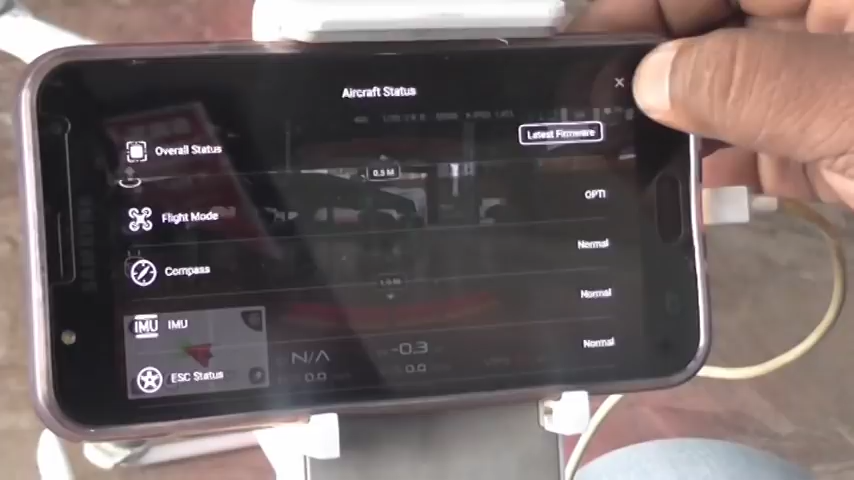 Aircraft Status
×
Overall Status
Latest Firmware
0.5 M
Flight Mode
OPTI
Compass
Normal
IMU IMU
Normal
ESC Status
Normal
N/A
0.0
-0.3
0.0